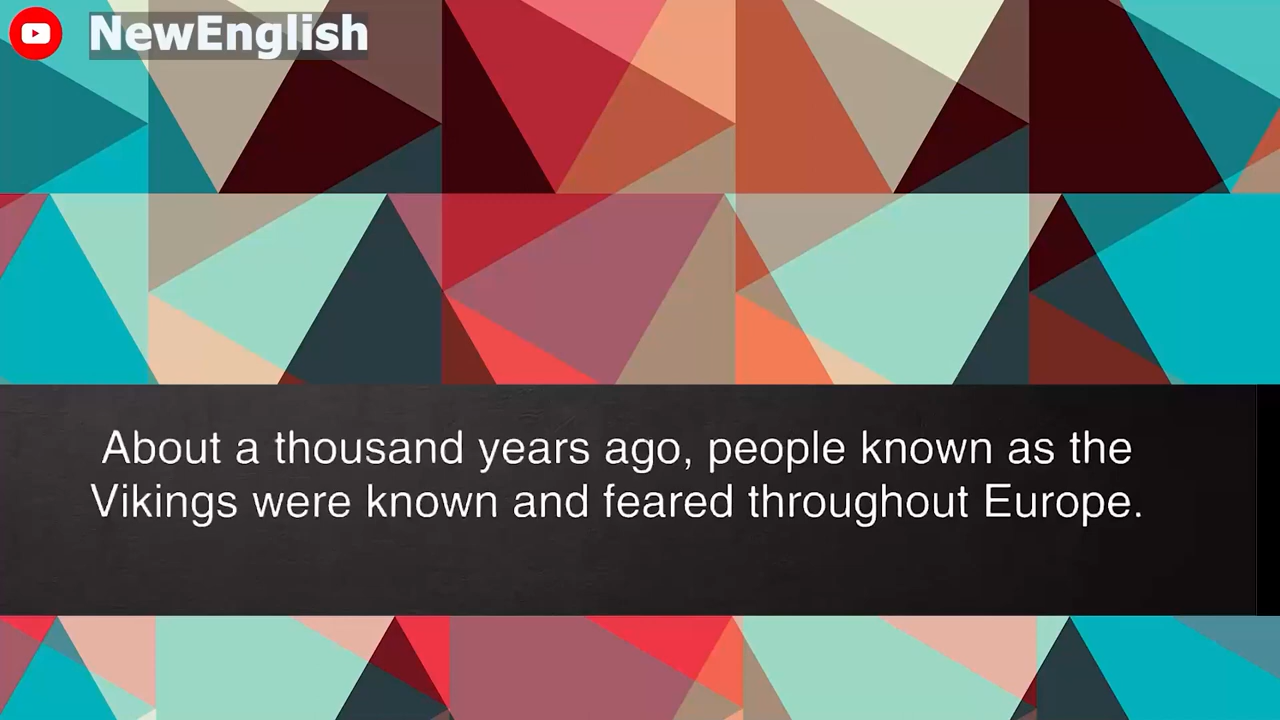 NewEnglish
About a thousand years ago, people known as the
Vikings were known and feared throughout Europe.